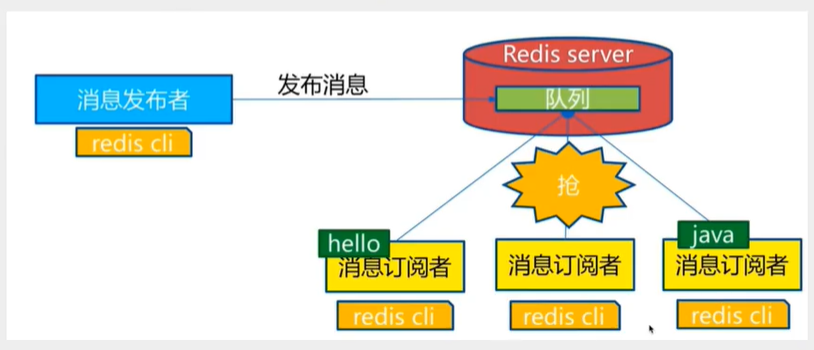 Redis server
队列
消息发布者
发布消息
redis cli
抢
hello
java
消息订阅者
消息订阅者
消息订阅者
redis cli
redis cli
redis cli